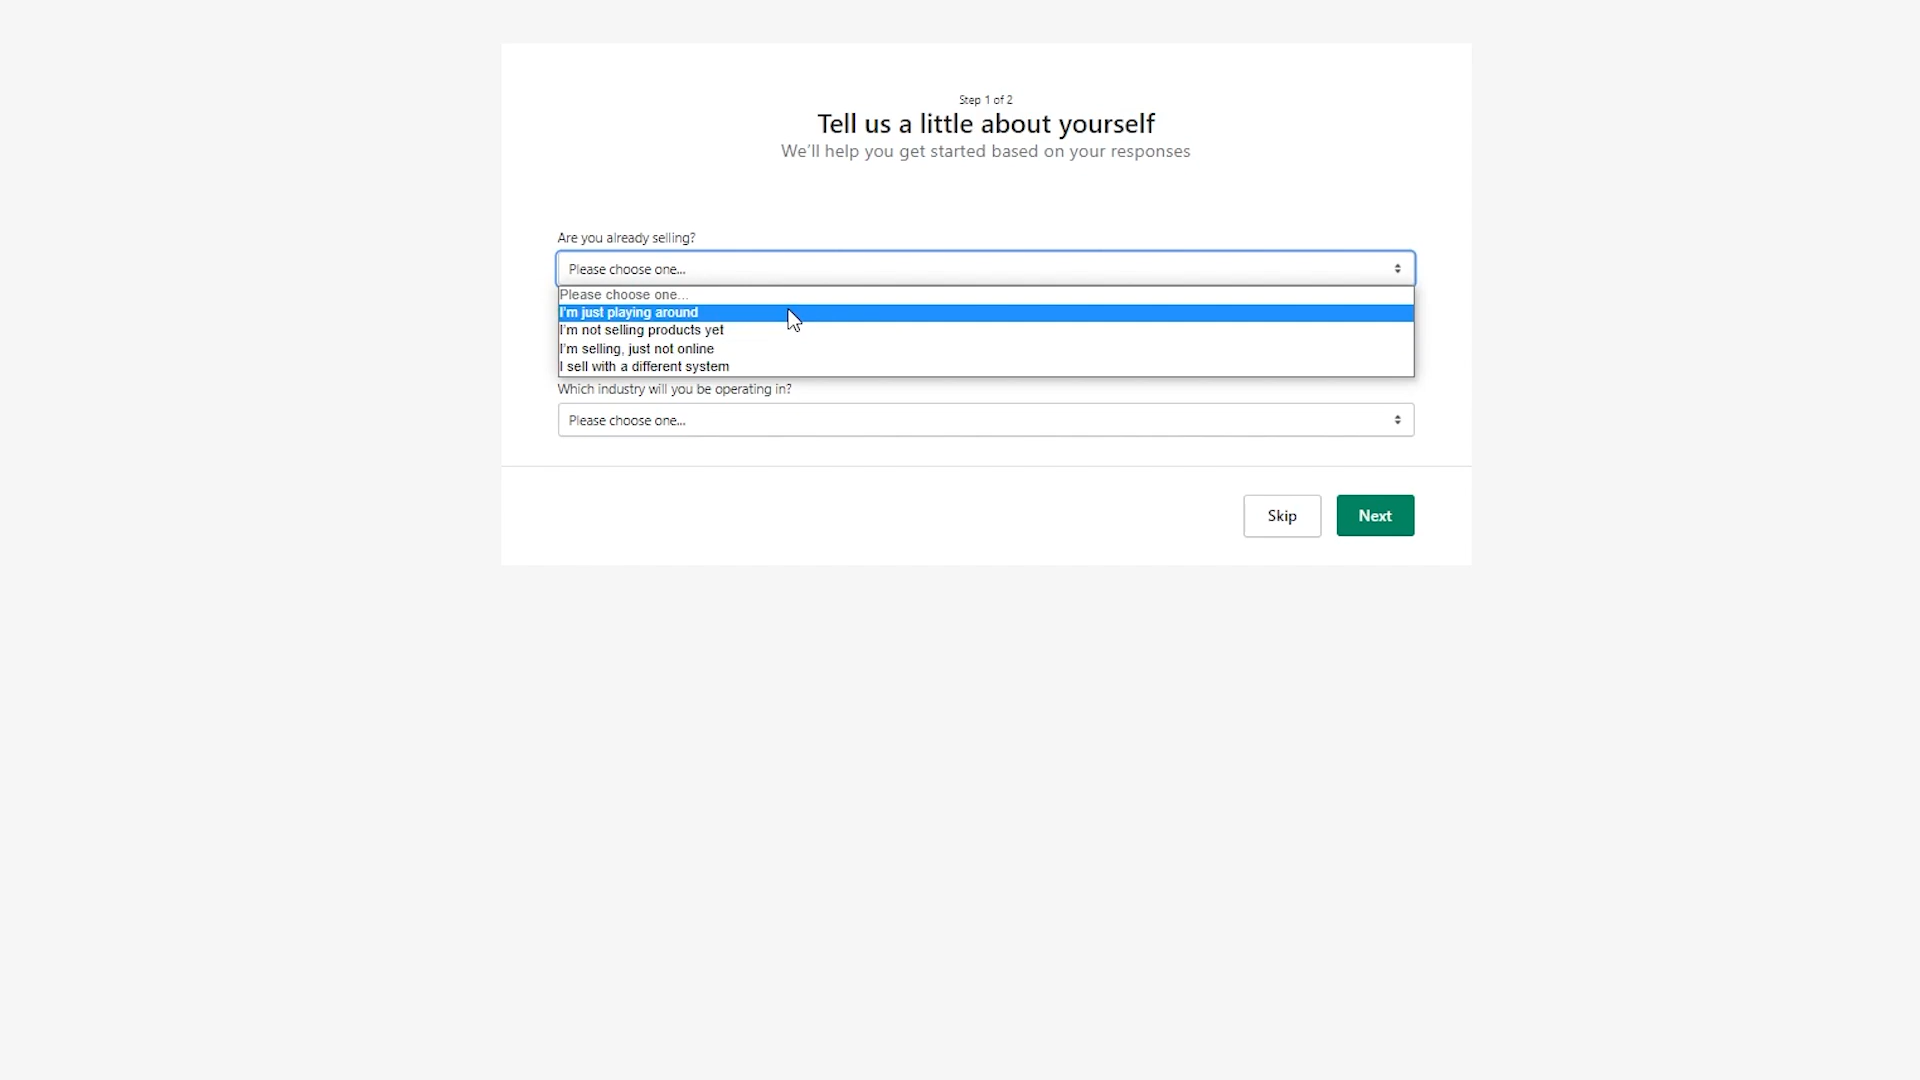 Step 1 of 2
Tell us a little about yourself
We'll help you get started based on your responses
Are you already selling?
Please choose one...
Please choose one...
I'm just playing around
I'm not selling products yet
I'm selling, just not online
I sell with a different system
Which industry will you be operating in?
Please choose one...
Skip
Next